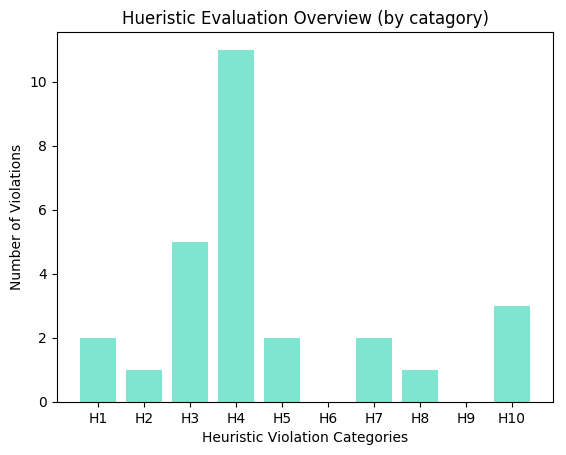 Hueristic Evaluation Overview (by catagory)
Number of Violations
10
8
6
4
2
0
H1 H2 H3 H4 H5 H6 H7 H8 H9 H10
Heuristic Violation Categories